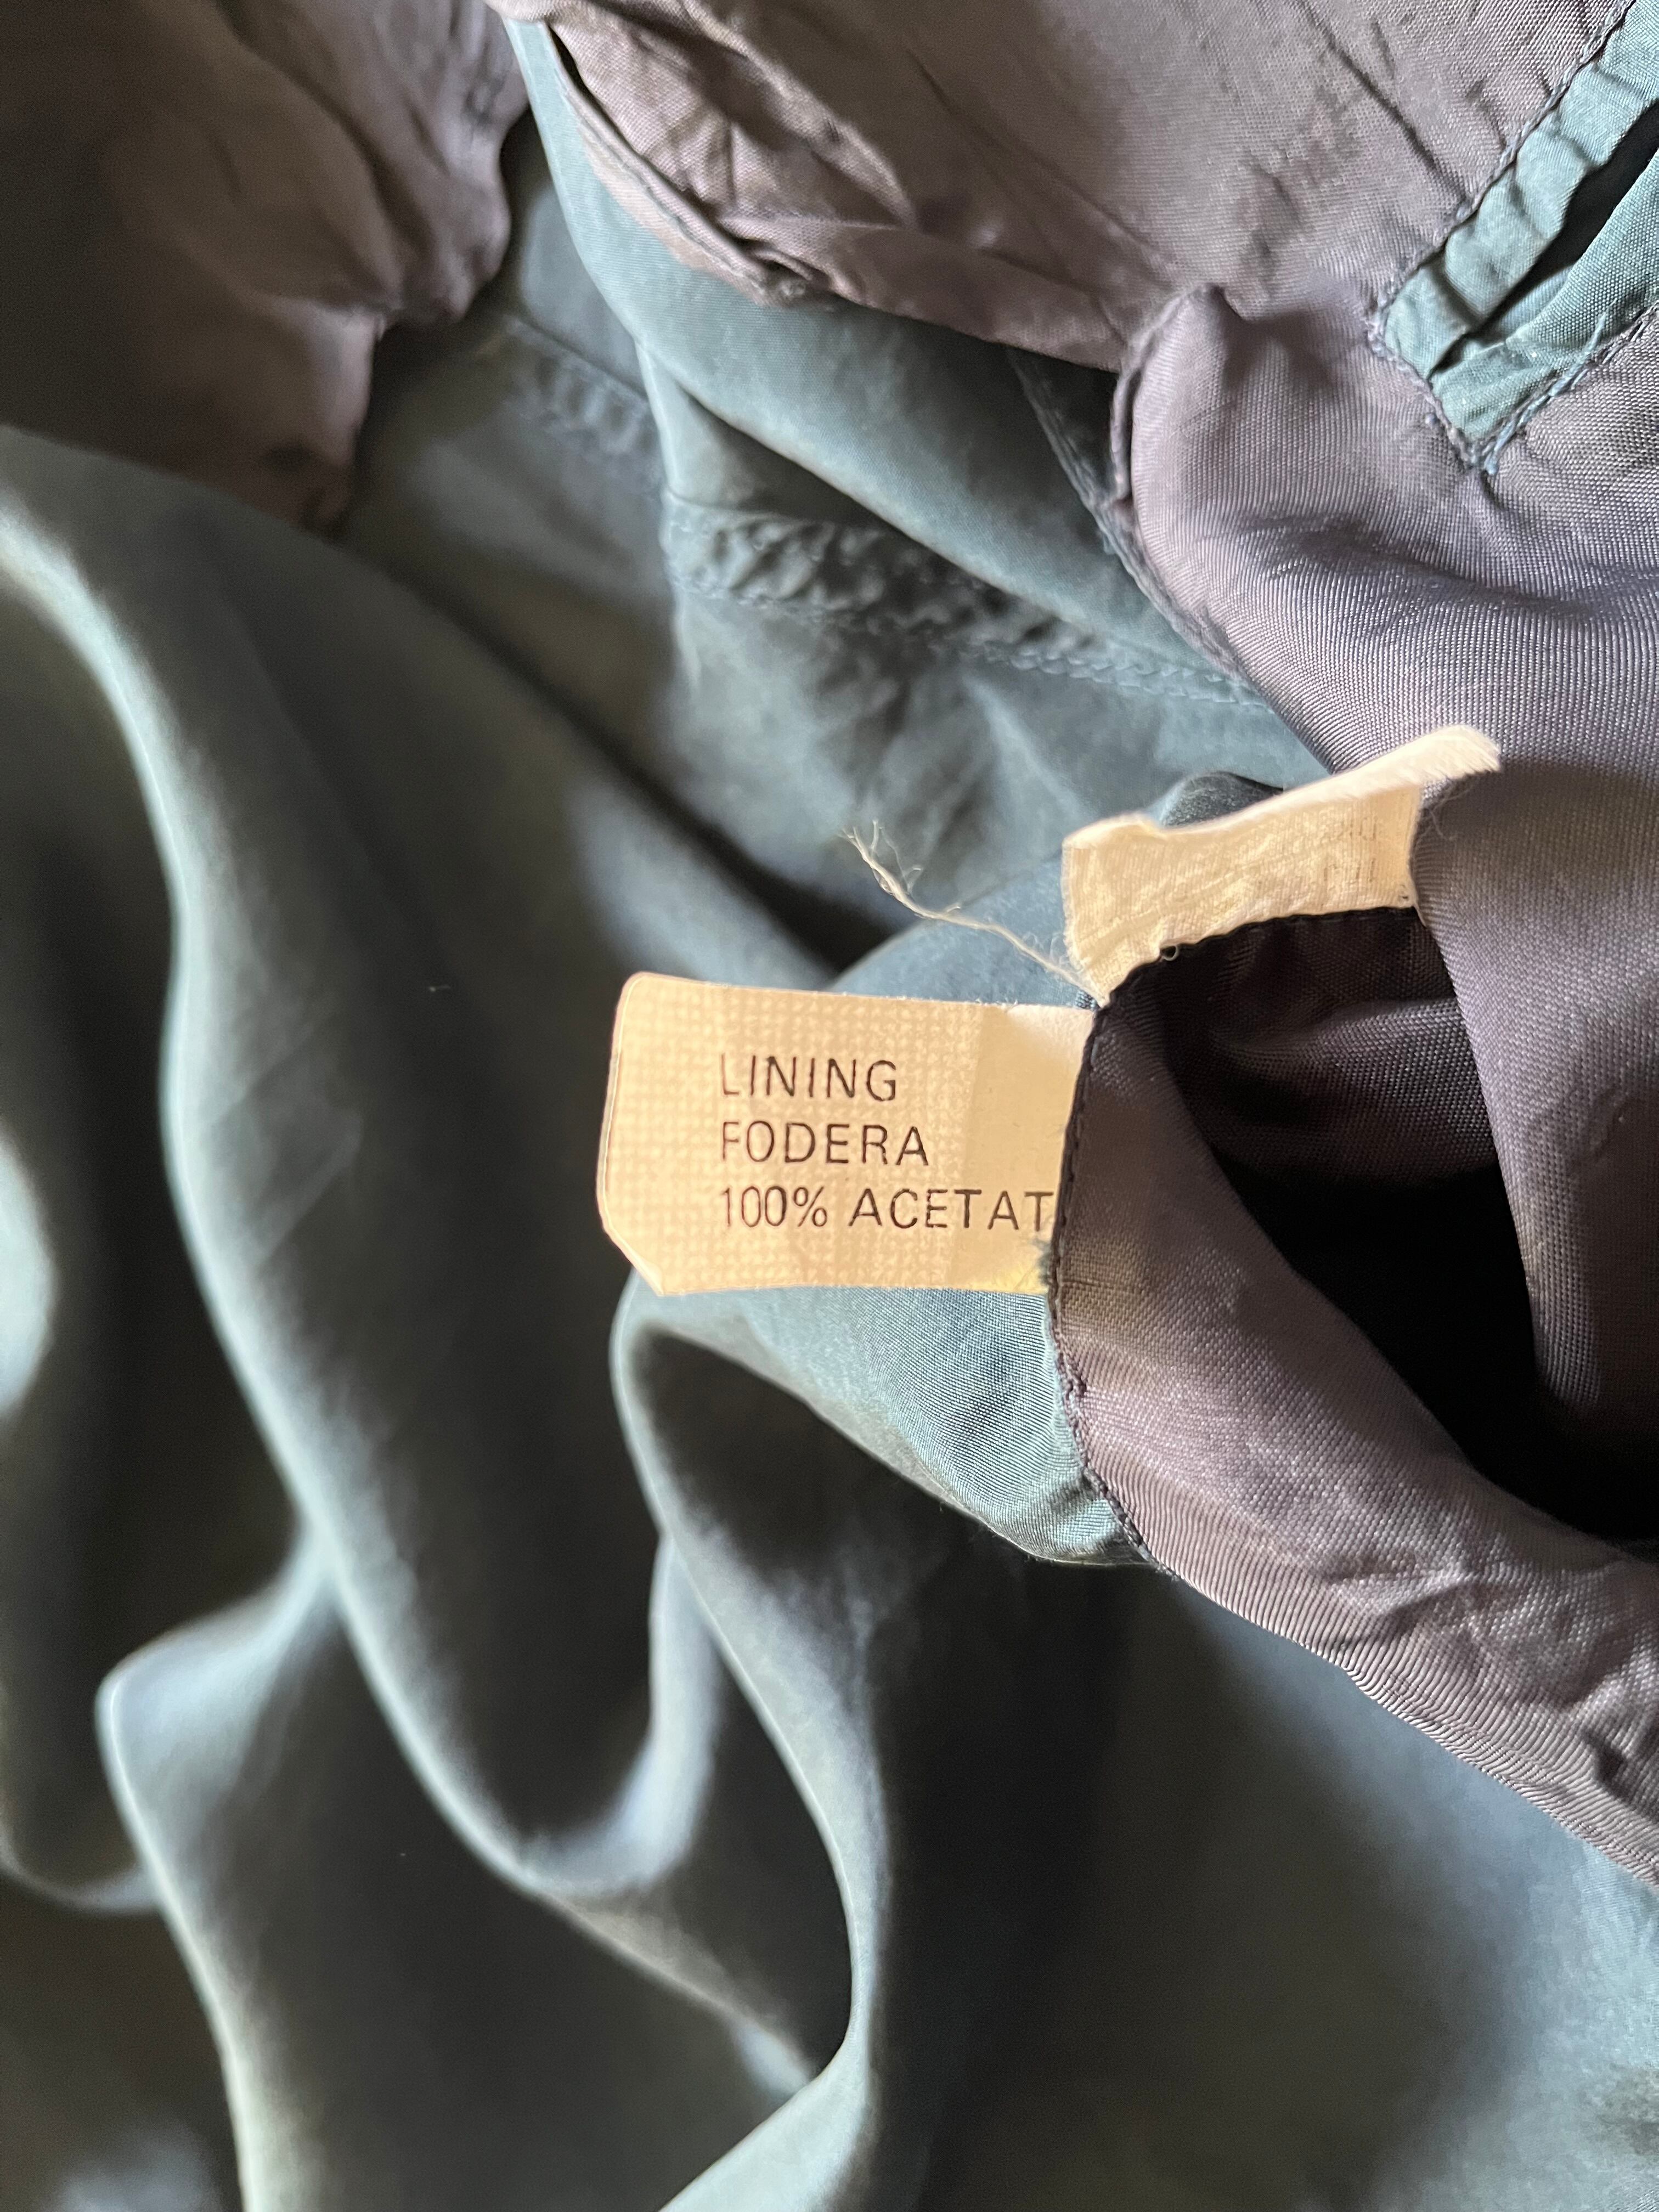 LINING
FODERA
100% ACETAT